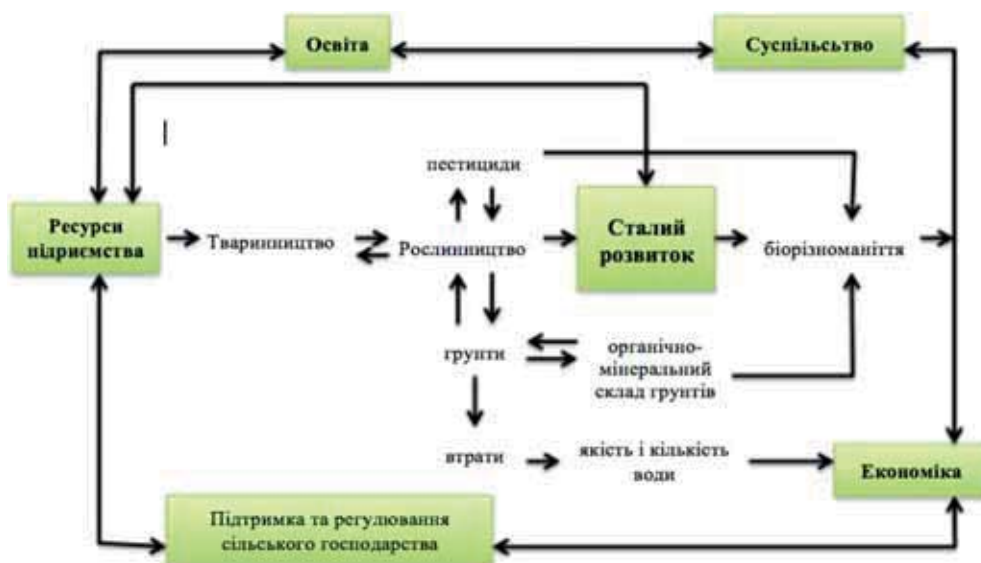 Освіта
Суспільсьтво
пестициди
Ресурси
підриємства
Тваринництво
Рослинництво
Сталий
розвиток
біорізноманіття
грунти
органічно-
мінеральний
склад грунтів
втрати
якість і кількість
води
Економіка
Підтримка та регулювання
сільського господарства